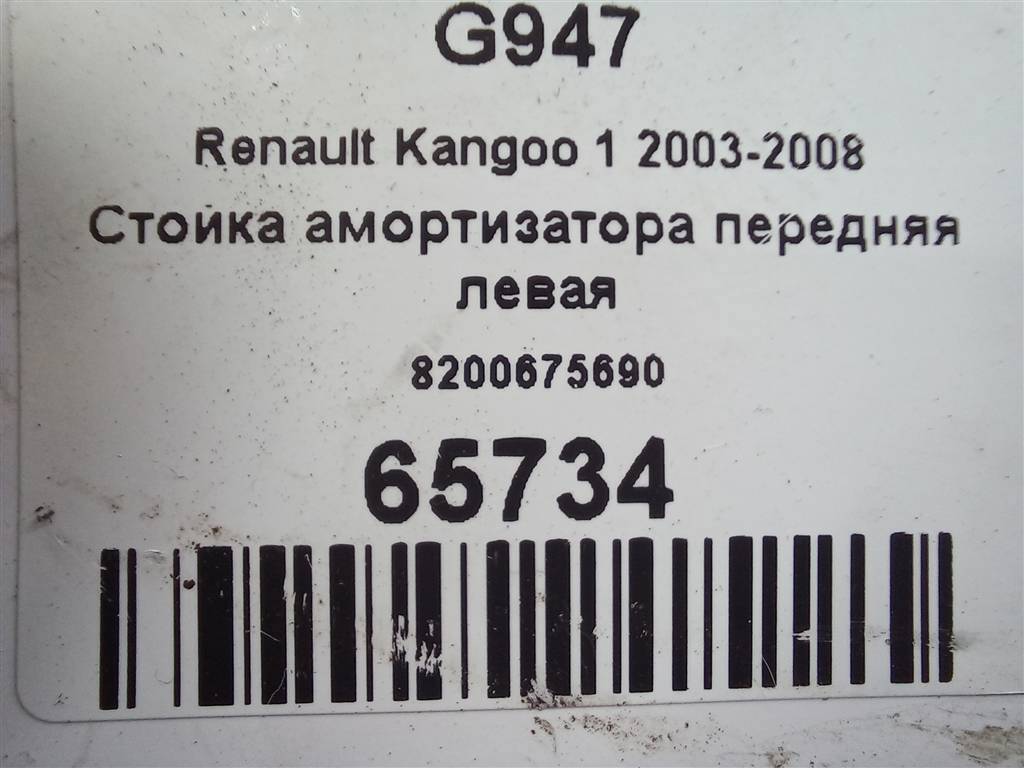 G947
Renault Kangoo 1 2003-2008
Стойка амортизатора передняя
левая
8200675690
65734